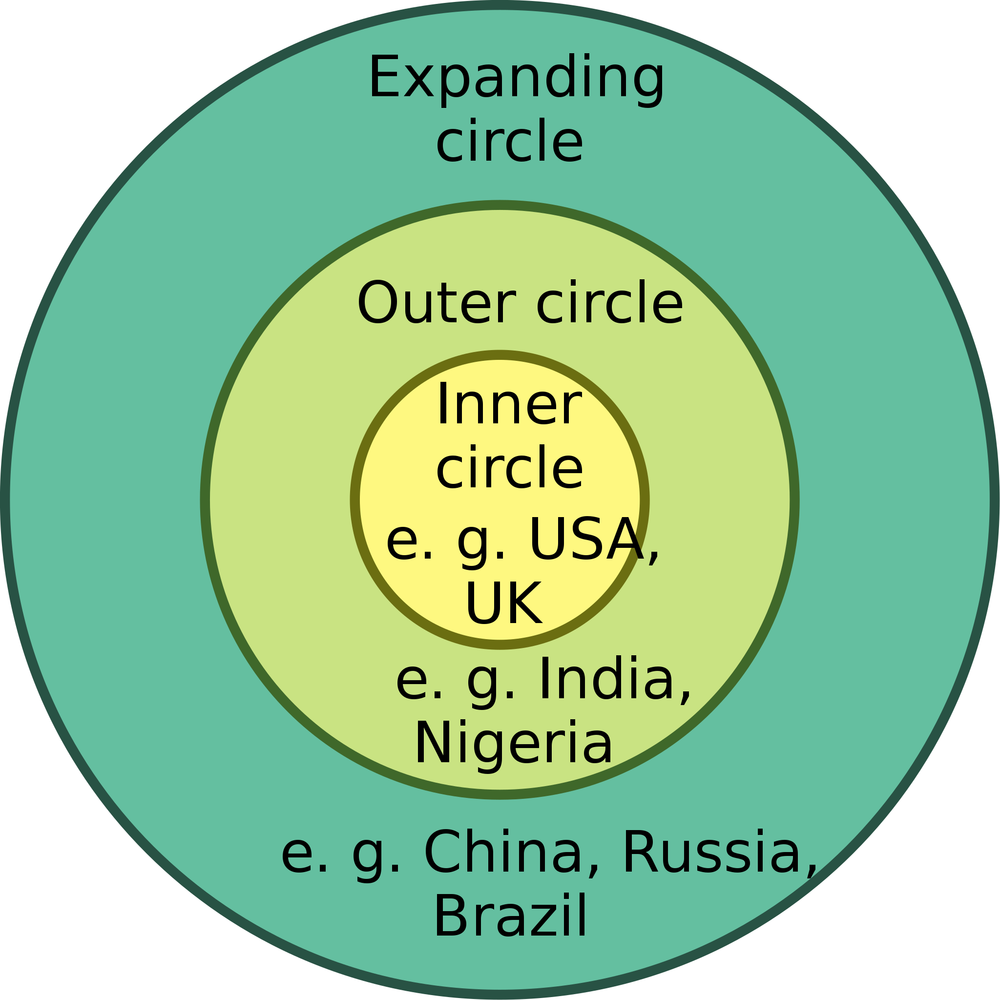 Expanding
circle
Outer circle
Inner
circle
e. g. USA,
UK
e. g. India,
Nigeria
e. g. China, Russia,
Brazil